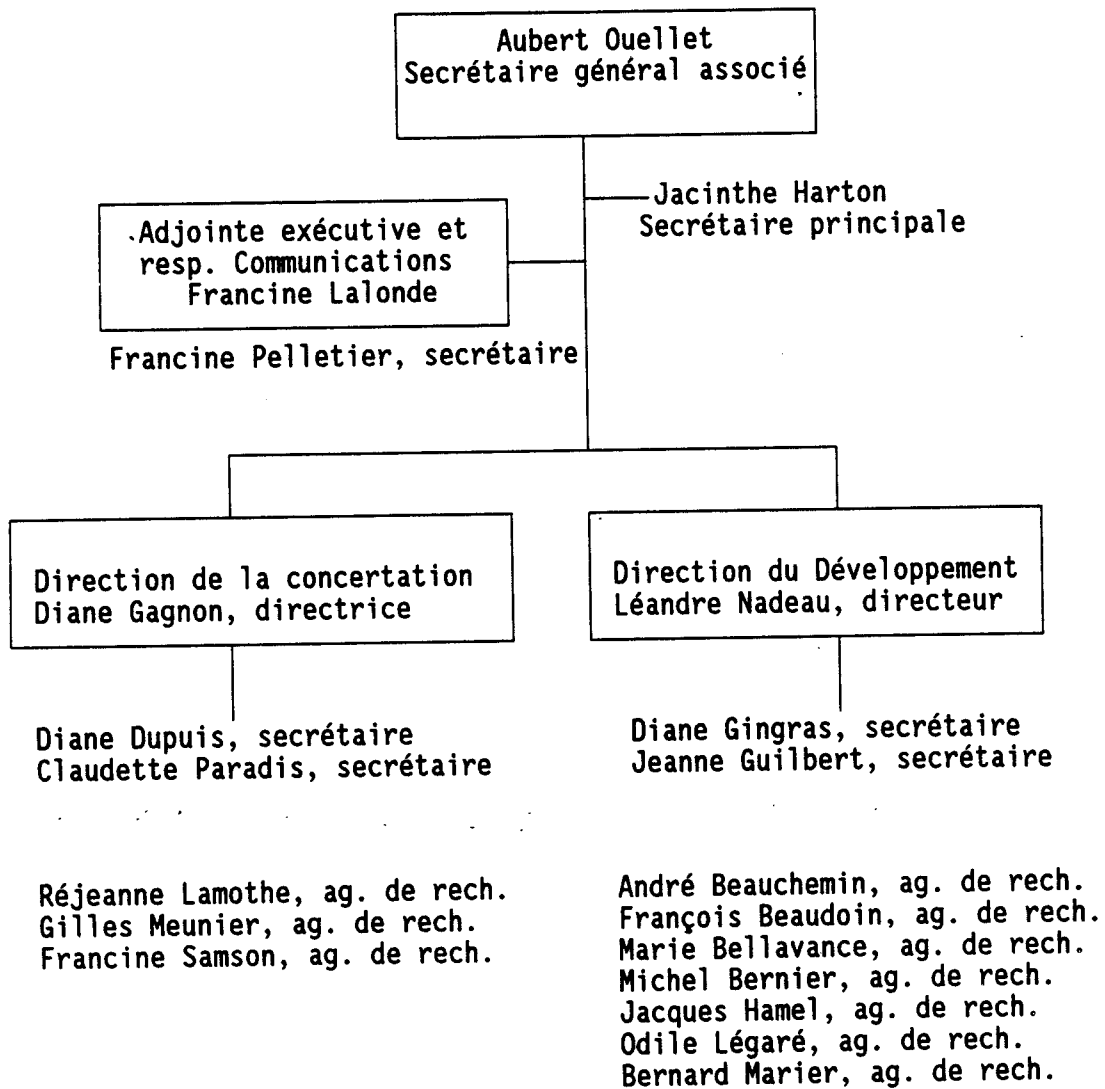 Aubert Ouellet
Secrétaire général associé
Jacinthe Harton
Secrétaire principale
Adjointe exécutive et
resp. Communications
Francine Lalonde
Francine Pelletier, secrétaire
Direction de la concertation
Diane Gagnon, directrice
Direction du Développement
Léandre Nadeau, directeur
Diane Dupuis, secrétaire
Claudette Paradis, secrétaire
Diane Gingras, secrétaire
Jeanne Guilbert, secrétaire
Réjeanne Lamothe, ag. de rech.
Gilles Meunier, ag. de rech.
Francine Samson, ag. de rech.
André Beauchemin, ag. de rech.
François Beaudoin, ag. de rech.
Marie Bellavance, ag. de rech.
Michel Bernier, ag. de rech.
Jacques Hamel, ag. de rech.
Odile Légaré, ag. de rech.
Bernard Marier, ag. de rech.